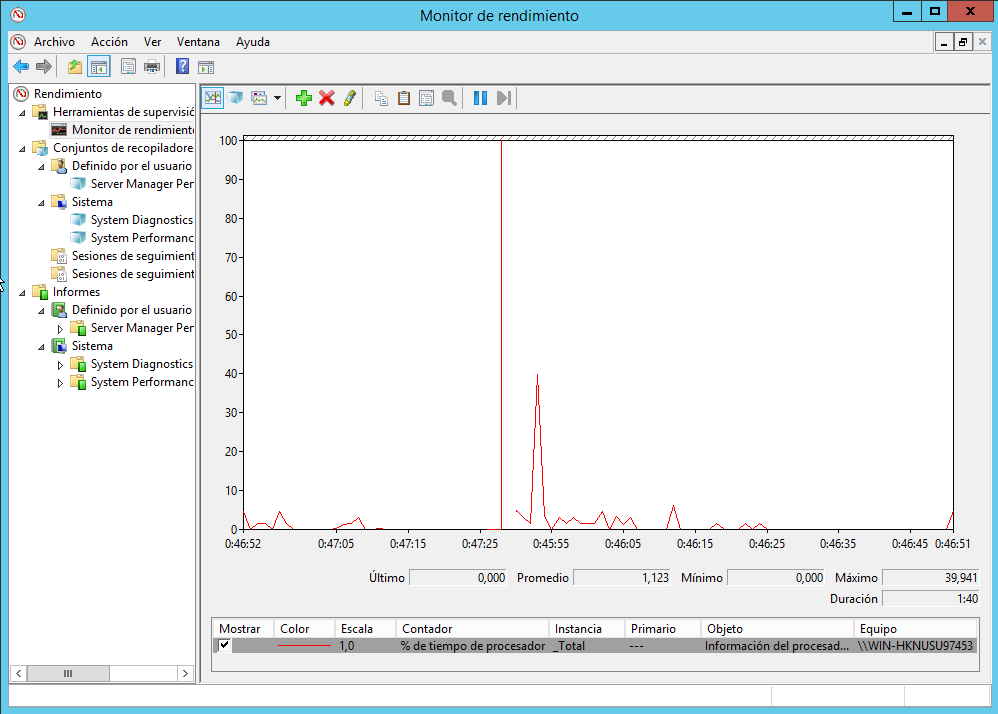 Monitor de rendimiento
Archivo Acción Ver Ventana Ayuda
Rendimiento
Herramientas de supervisió
Monitor de rendimiento
Conjuntos de recopiladore
Definido por el usuario
Server Manager Per
Sistema
System Diagnostics
System Performanc
Sesiones de seguimient
Sesiones de seguimient
Informes
Definido por el usuario
Server Manager Per
Sistema
System Diagnostics
System Performanc
100
90
80
70
60
50
40
30
20
10
0
0:46:52 0:47:05 0:47:15 0:47:25 0:45:55 0:46:05 0:46:15 0:46:25 0:46:35 0:46:45 0:46:51
Último 0,000 Promedio 1,123 Mínimo 0,000 Máximo 39,941
Duración 1:40
Mostrar Color Escala Contador Instancia Primario Objeto Equipo
1,0 % de tiempo de procesador _Total --- Información del procesad... \\WIN-HKNUSU97453